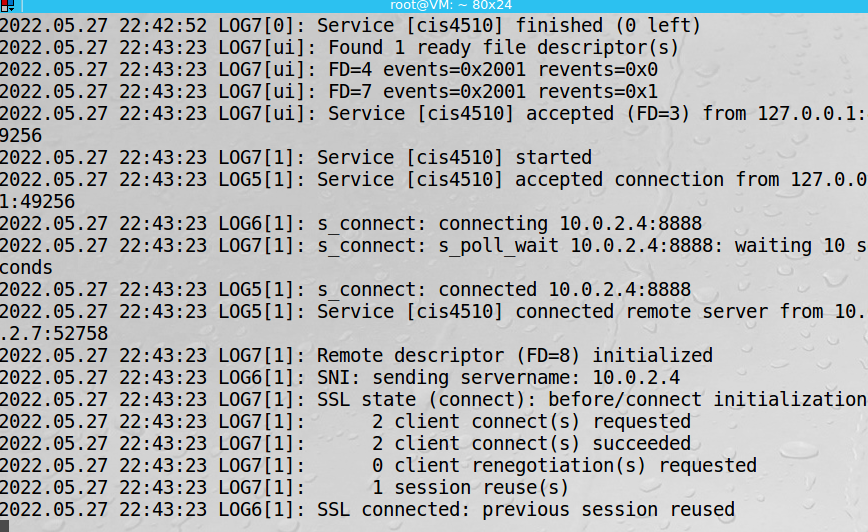 root@VM: ~ 80x24
2022.05.27 22:42:52 LOG7[0]: Service [cis4510] finished (0 left)
2022.05.27 22:43:23 LOG7[ui]: Found 1 ready file descriptor(s)
2022.05.27 22:43:23 LOG7[ui]: FD=4 events=0x2001 revents=0x0
2022.05.27 22:43:23 LOG7[ui]: FD=7 events=0x2001 revents=0x1
2022.05.27 22:43:23 LOG7[ui]: Service [cis4510] accepted (FD=3) from 127.0.0.1:
9256
2022.05.27 22:43:23 LOG7[1]: Service [cis4510] started
2022.05.27 22:43:23 LOG5[1]: Service [cis4510] accepted connection from 127.0.0
1:49256
2022.05.27 22:43:23 LOG6[1]: s_connect: connecting 10.0.2.4:8888
2022.05.27 22:43:23 LOG7[1]: s_connect: s_poll_wait 10.0.2.4:8888: waiting 10 s
conds
2022.05.27 22:43:23 LOG5[1]: s_connect: connected 10.0.2.4:8888
2022.05.27 22:43:23 LOG5[1]: Service [cis4510] connected remote server from 10.
.2.7:52758
2022.05.27 22:43:23 LOG7[1]: Remote descriptor (FD=8) initialized
2022.05.27 22:43:23 LOG6[1]: SNI: sending servername: 10.0.2.4
2022.05.27 22:43:23 LOG7[1]: SSL state (connect): before/connect initialization
2022.05.27 22:43:23 LOG7[1]:      2 client connect(s) requested
2022.05.27 22:43:23 LOG7[1]:      2 client connect(s) succeeded
2022.05.27 22:43:23 LOG7[1]:      0 client renegotiation(s) requested
2022.05.27 22:43:23 LOG7[1]:      1 session reuse(s)
2022.05.27 22:43:23 LOG6[1]: SSL connected: previous session reused